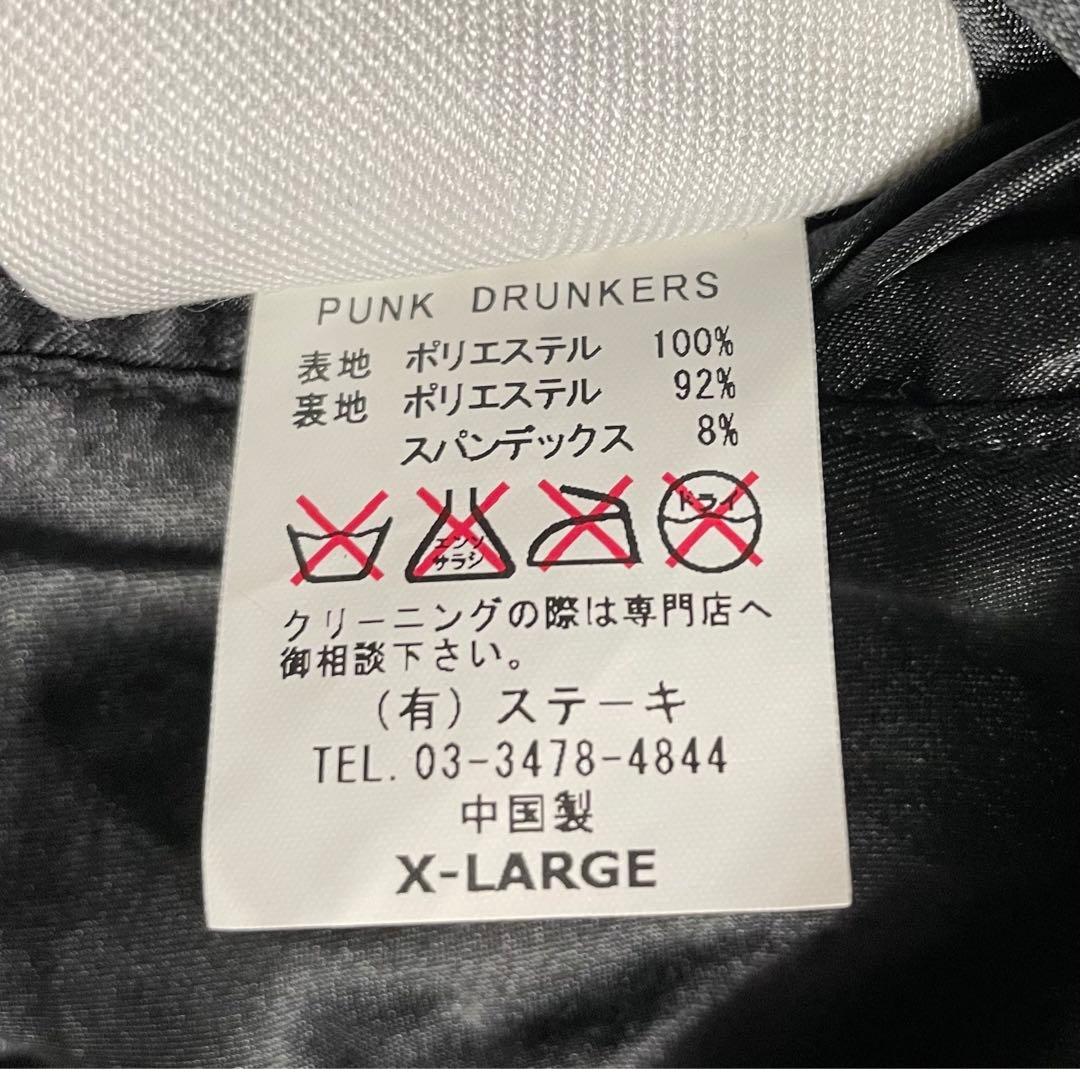 PUNK DRUNKERS
表地 ポリエステル 100%
裏地 ポリエステル 92%
スパンデックス 8%
エンソ
サラシ
ドライ
クリーニングの際は専門店へ
御相談下さい。
(有)ステーキ
TEL. 03-3478-4844
中国製
X-LARGE